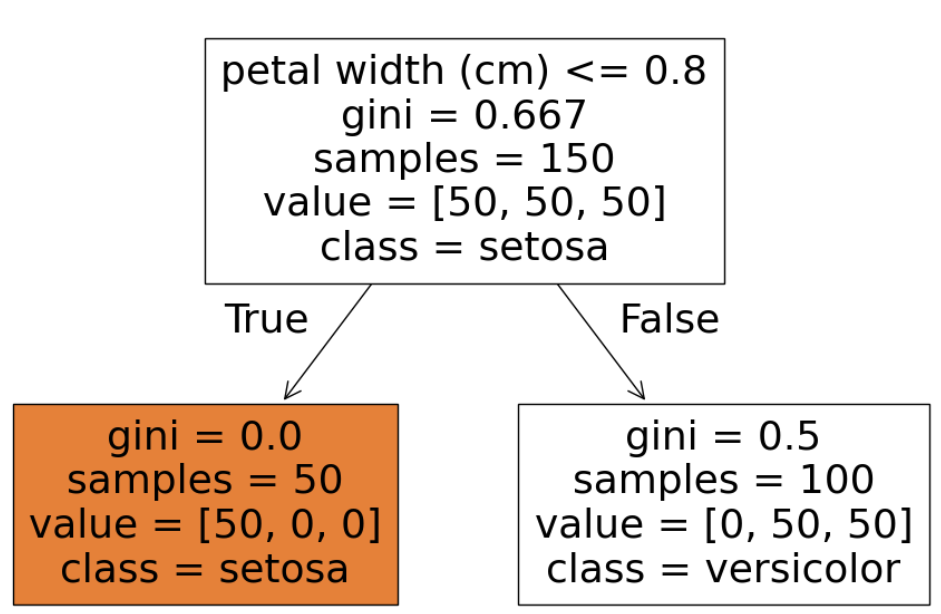 petal width (cm) <= 0.8
gini = 0.667
samples = 150
value = [50, 50, 50]
class = setosa
True
False
gini = 0.0
samples = 50
value = [50, 0, 0]
class = setosa
gini = 0.5
samples = 100
value = [0, 50, 50]
class = versicolor